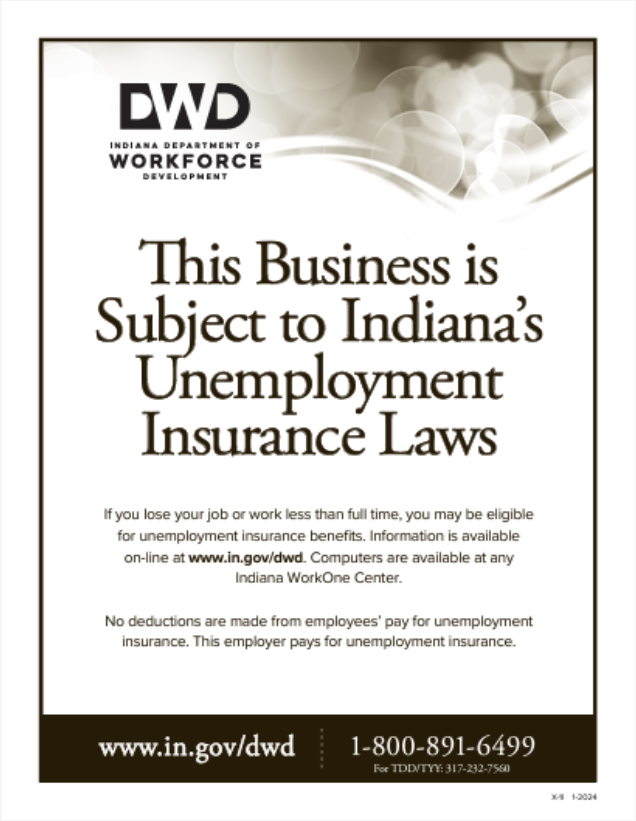 DWD
INDIANA DEPARTMENT OF
WORKFORCE
DEVELOPMENT
This Business is
Subject to Indiana's
Unemployment
Insurance Laws
If you lose your job or work less than full time, you may be eligible
for unemployment insurance benefits. Information is available
on-line at www.in.gov/dwd. Computers are available at any
Indiana WorkOne Center.
No deductions are made from employees' pay for unemployment
insurance. This employer pays for unemployment insurance.
www.in.gov/dwd
1-800-891-6499
For TDD/TYY: 317-232-7560
1-2024